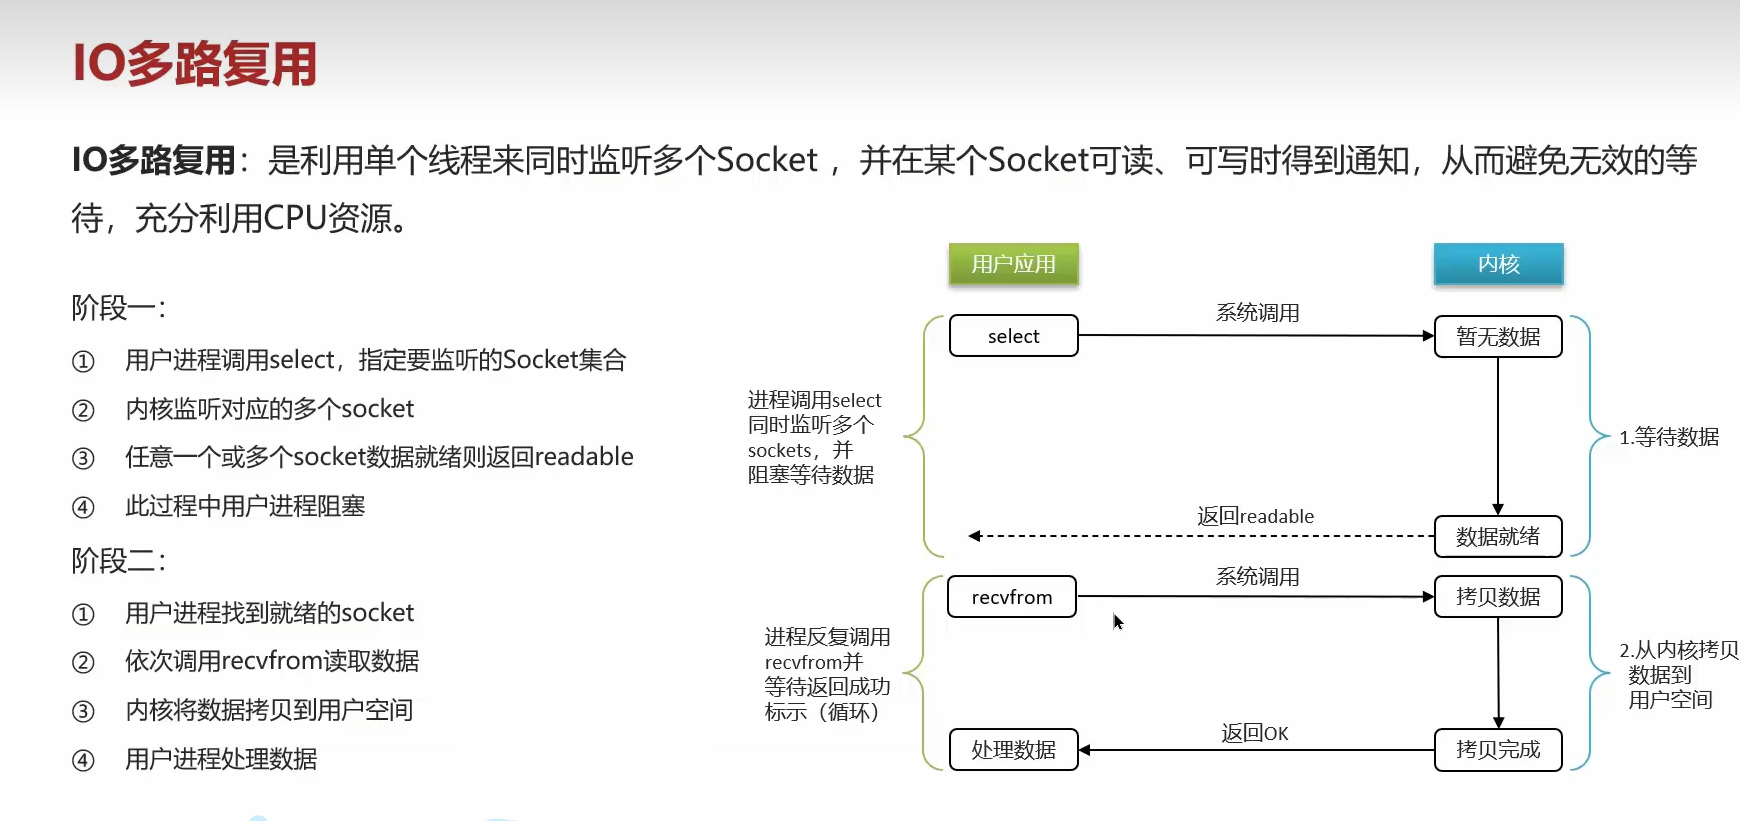 IO多路复用
IO多路复用：是利用单个线程来同时监听多个Socket ，并在某个Socket可读、可写时得到通知，从而避免无效的等
待，充分利用CPU资源。
阶段一：
① 用户进程调用select，指定要监听的Socket集合
② 内核监听对应的多个socket
③ 任意一个或多个socket数据就绪则返回readable
④ 此过程中用户进程阻塞
阶段二：
① 用户进程找到就绪的socket
② 依次调用recvfrom读取数据
③ 内核将数据拷贝到用户空间
④ 用户进程处理数据
用户应用
内核
系统调用
select
暂无数据
进程调用select
同时监听多个
sockets，并
阻塞等待数据
1.等待数据
返回readable
数据就绪
系统调用
recvfrom
拷贝数据
进程反复调用
recvfrom并
等待返回成功
标示（循环）
2.从内核拷贝
数据到
用户空间
返回OK
处理数据
拷贝完成